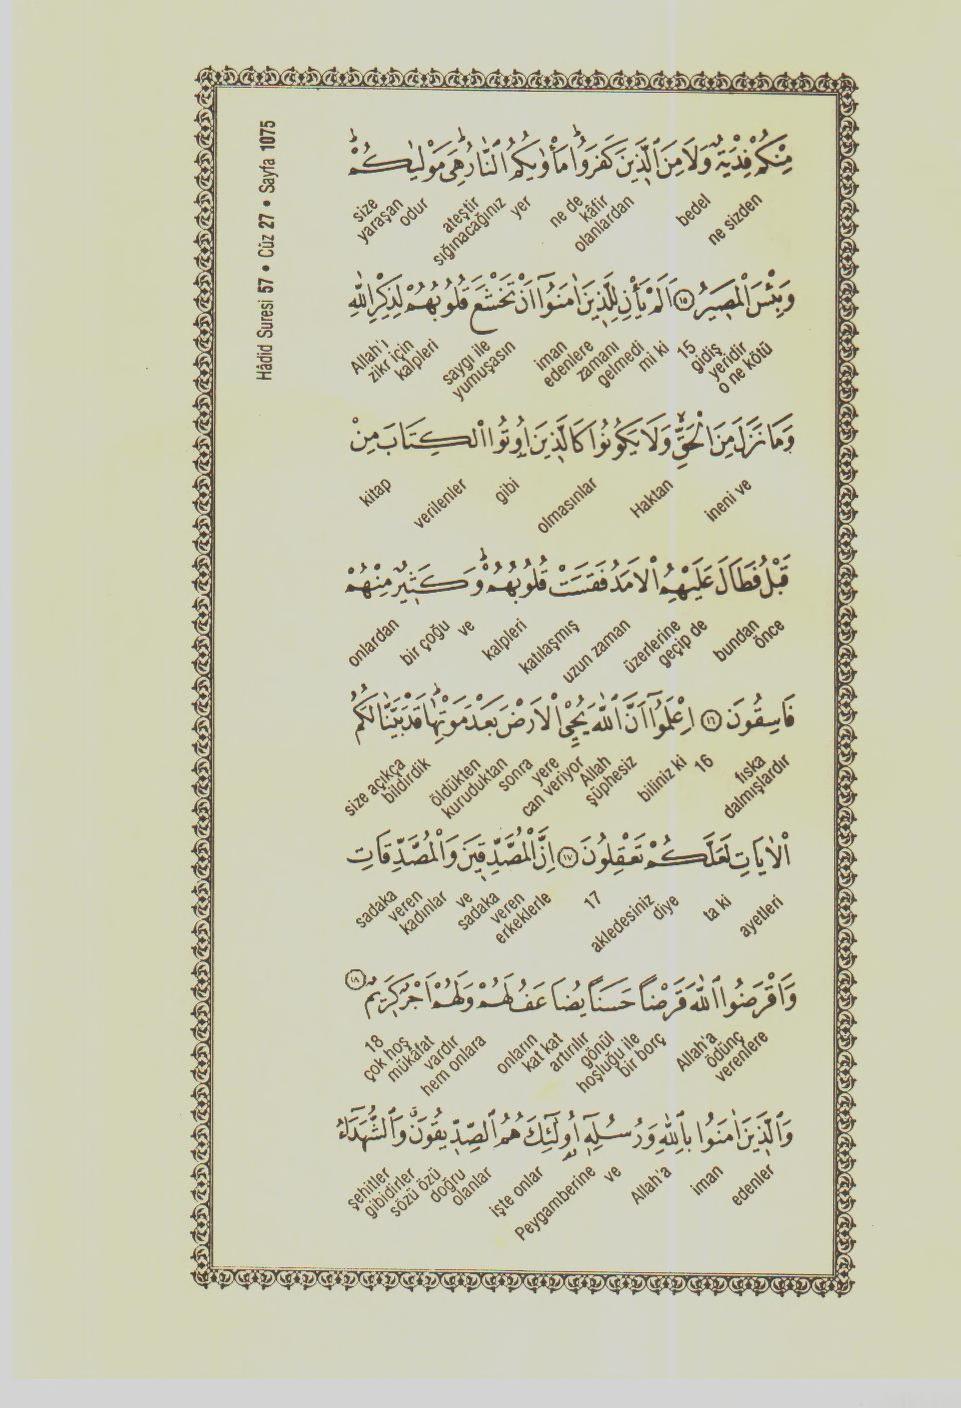 Hâdid Suresi 57 • Cüz 27 • Sayfa 1075
مِنْكُمْ فِدْيَةٌ وَلَا مِنَ الَّذِينَ كَفَرُوا مَأْوٰيكُمُ النَّارُ هِىَ مَوْلٰيكُمْ
ne sizden bedel olanlardan kâfir ne de yer sığınacağınız ateştir odur yaraşan size
وَبِئْسَ الْمَصِيرُ ﴿١٥﴾ اَلَمْ يَأْنِ لِلَّذِينَ اٰمَنُوٓا اَنْ تَخْشَعَ قُلُوبُهُمْ لِذِكْرِ اللّٰهِ
o ne kötü yeridir gidiş 15 mi ki gelmedi zamanı edenlere iman yumuşasın saygı ile kalpleri zikr için Allah'ı
وَمَا نَزَلَ مِنَ الْحَقِّ وَلَا يَكُونُوا كَالَّذِينَ اُوتُوا الْكِتَابَ مِنْ
ineni ve Haktan olmasınlar gibi verilenler kitap
قَبْلُ فَطَالَ عَلَيْهِمُ الْاَمَدُ فَقَسَتْ قُلُوبُهُمْ وَكَثِيرٌ مِنْهُمْ
önce bundan geçip de üzerlerine uzun zaman katılaşmış kalpleri ve bir çoğu onlardan
فَاسِقُونَ ﴿١٦﴾ اِعْلَمُوٓا اَنَّ اللّٰهَ يُحْيِى الْاَرْضَ بَعْدَ مَوْتِهَا قَدْ بَيَّنَّا لَكُمُ
dalmışlardır fıska 16 biliniz ki şüphesiz Allah can veriyor yere sonra kuruduktan öldükten bildirdik size açıkça
الْاٰيَاتِ لَعَلَّكُمْ تَعْقِلُونَ ﴿١٧﴾ اِنَّ الْمُصَّدِّقِينَ وَالْمُصَّدِّقَاتِ
ayetleri ta ki diye akledesiniz 17 erkeklerle veren sadaka ve kadınlar veren sadaka
وَاَقْرَضُوا اللّٰهَ قَرْضًا حَسَنًا يُضَاعَفُ لَهُمْ وَلَهُمْ اَجْرٌ كَرِيمٌ ﴿١٨﴾
verenlere ödünç Allah'a bir borç hoşluğu ile gönül artırılır kat kat onların hem onlara vardır mükâfat çok hoş 18
وَالَّذِينَ اٰمَنُوا بِاللّٰهِ وَرُسُلِهٖٓ اُولٰٓئِكَ هُمُ الصِّدِّيقُونَ وَالشُّهَدَٓاءُ
edenler iman Allah'a ve Peygamberine işte onlar olanlar doğru sözü özü gibidirler şehitler